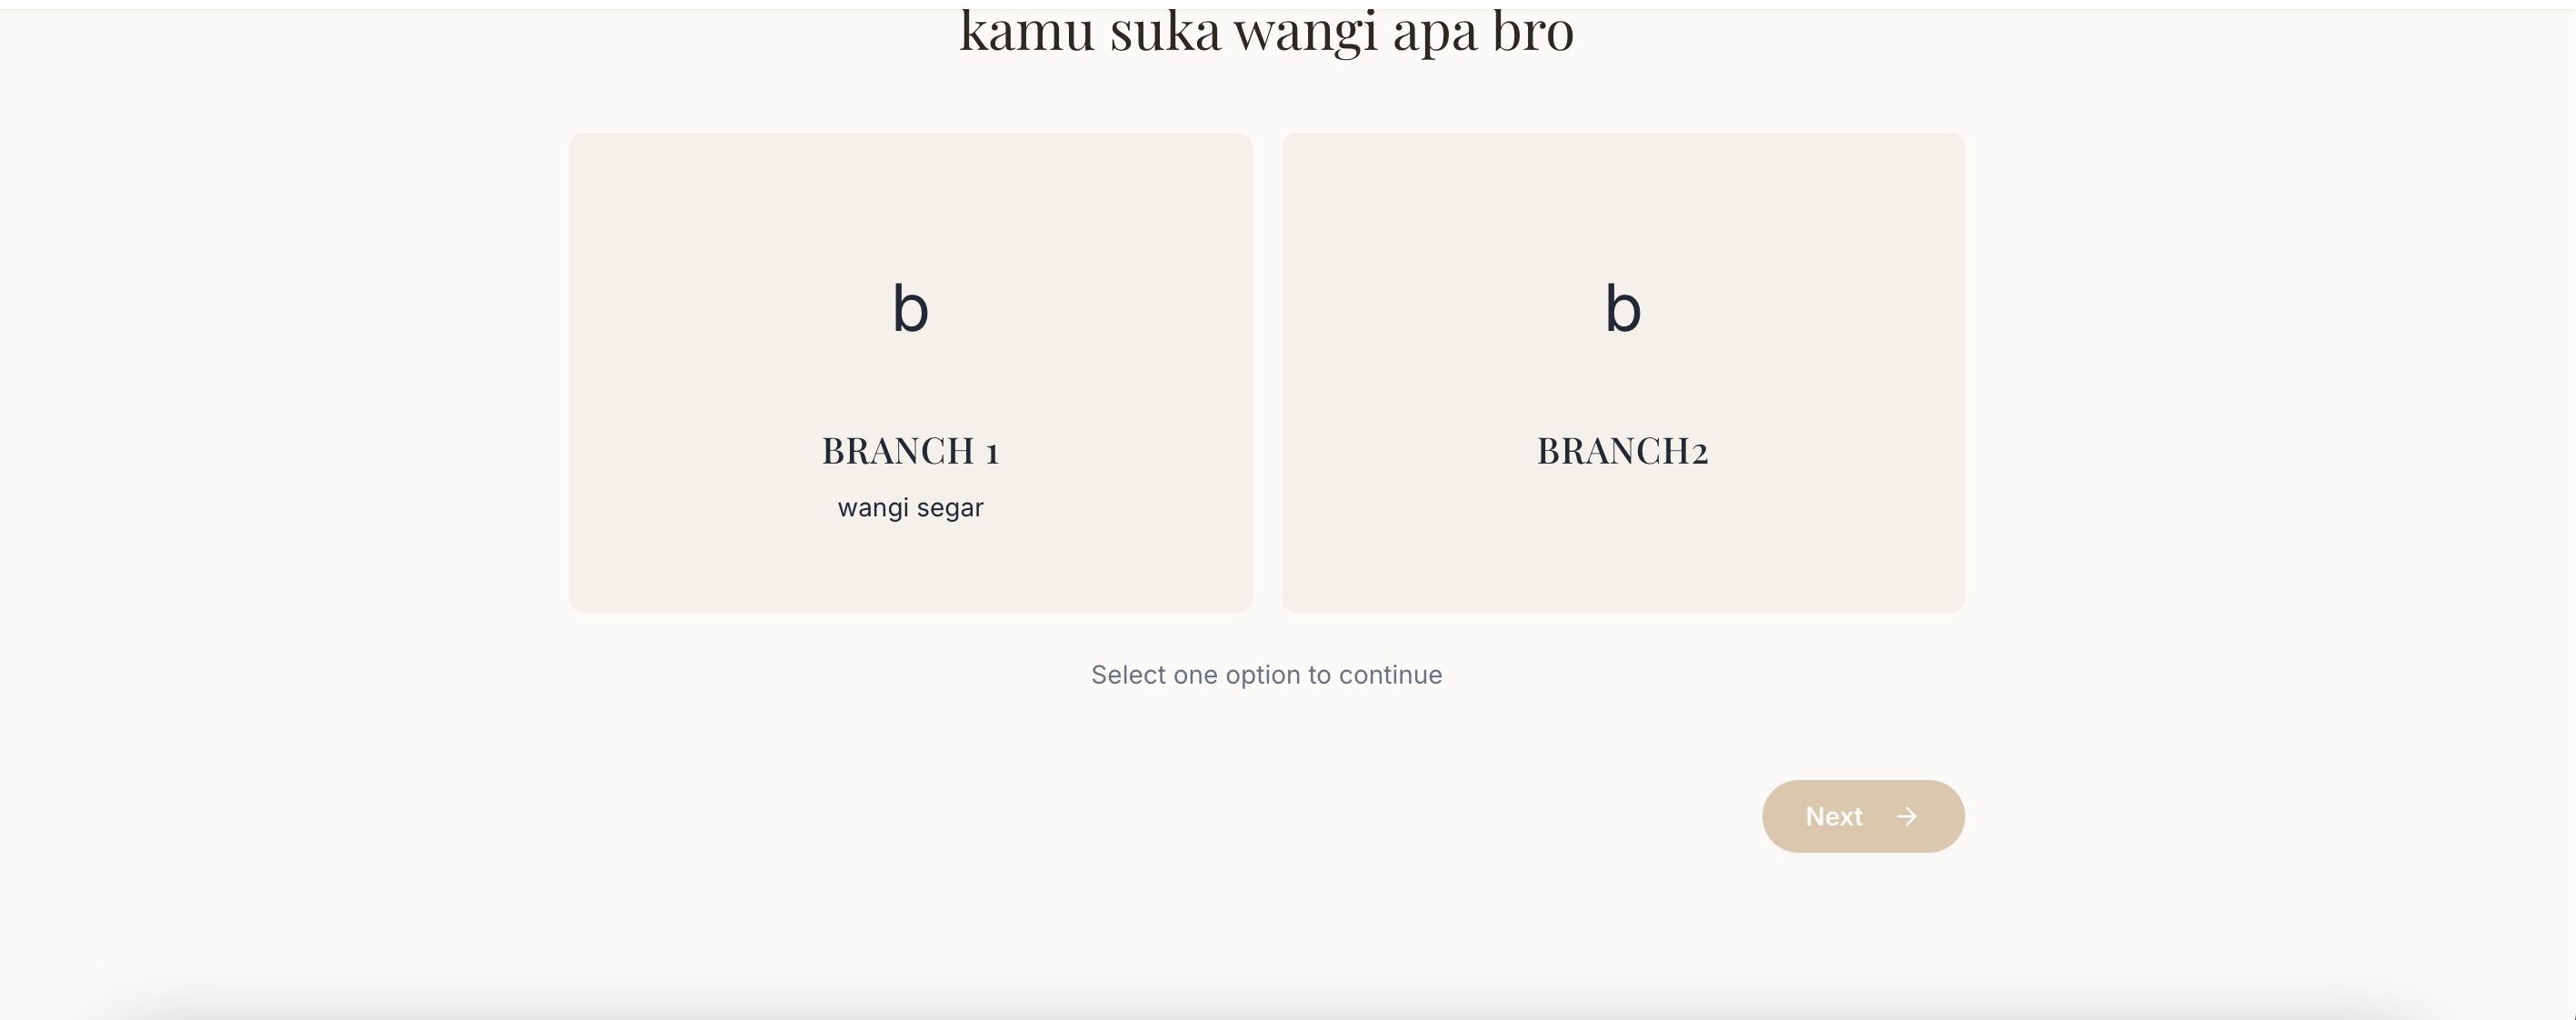 kamu suka wangi apa bro
b
BRANCH 1
wangi segar
b
BRANCH2
Select one option to continue
Next